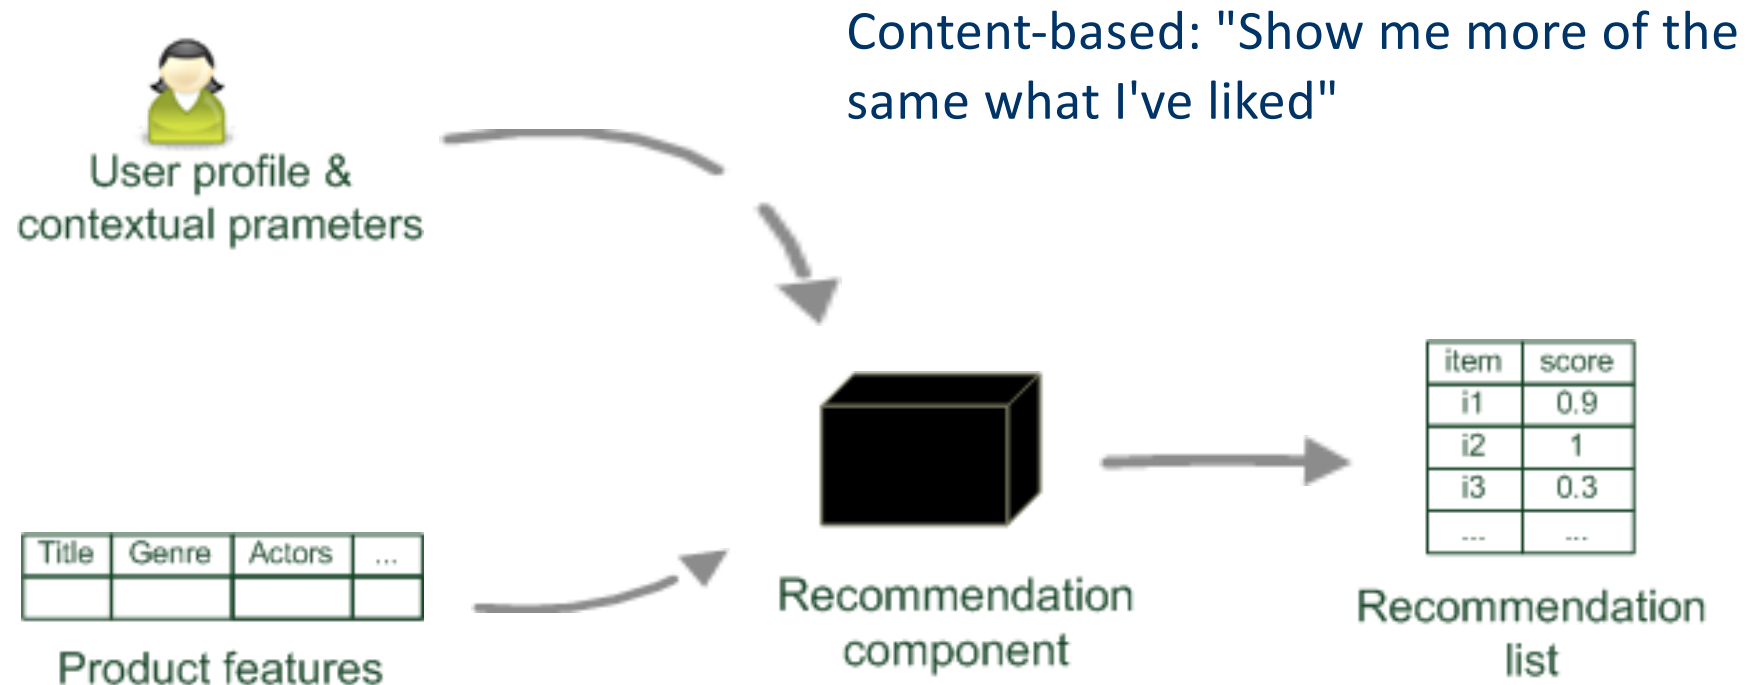 Content-based: "Show me more of the
same what I've liked"
User profile &
contextual prameters
item score
i1 0.9
i2 1
i3 0.3
... ...
Title Genre Actors ...
Product features
Recommendation
component
Recommendation
list